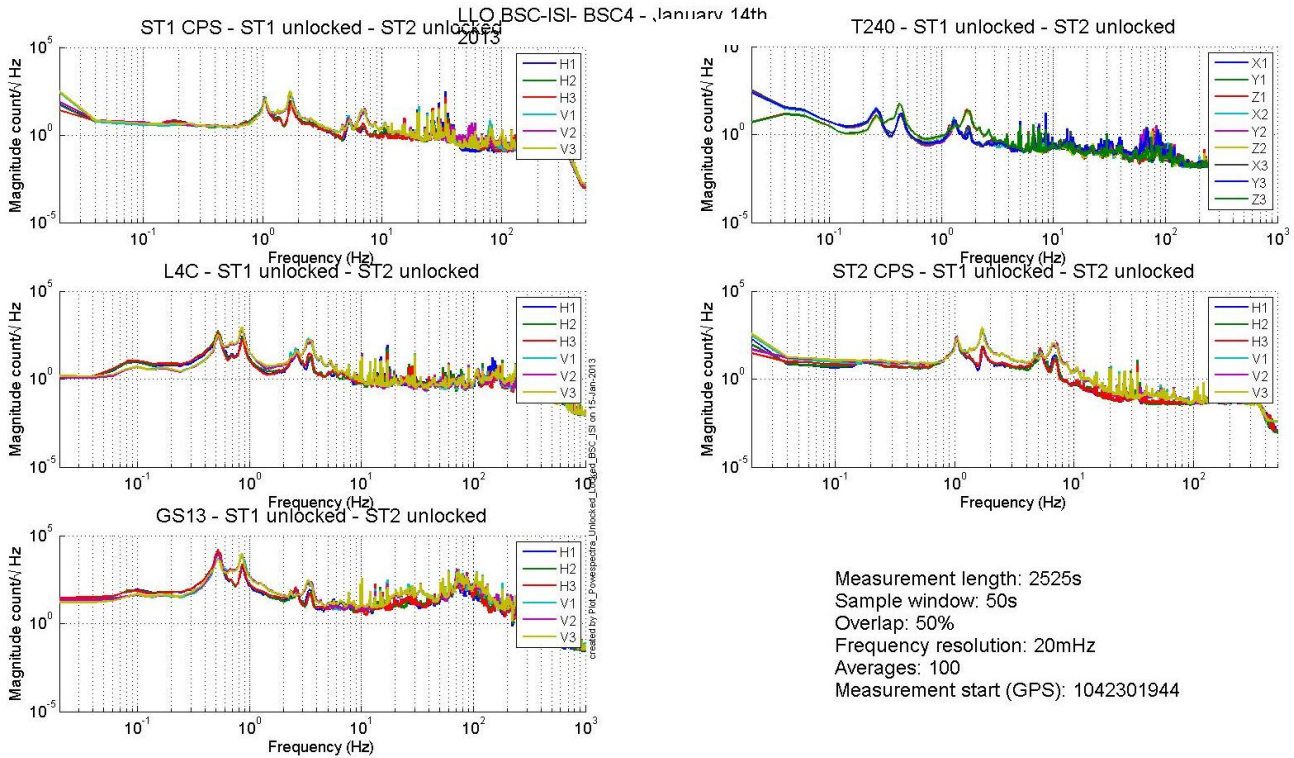 LLO BSC-ISI- BSC4 - January 14th
2013
ST1 CPS - ST1 unlocked - ST2 unlocked
10^5
10^0
10^-5
Magnitude count/√ Hz
H1
H2
H3
V1
V2
V3
10^-1 10^0 10^1 10^2
Frequency (Hz)
T240 - ST1 unlocked - ST2 unlocked
10
10^0
10^-5
Magnitude count/√ Hz
X1
Y1
Z1
X2
Y2
Z2
X3
Y3
Z3
10^-1 10^0 10^1 10^2 10^3
Frequency (Hz)
L4C - ST1 unlocked - ST2 unlocked
10^5
10^0
10^-5
Magnitude count/√ Hz
H1
H2
H3
V1
V2
V3
10^-1 10^0 10^1 10^2 10^3
Frequency (Hz)
ST2 CPS - ST1 unlocked - ST2 unlocked
10^5
10^0
10^-5
Magnitude count/√ Hz
H1
H2
H3
V1
V2
V3
10^-1 10^0 10^1 10^2
Frequency (Hz)
GS13 - ST1 unlocked - ST2 unlocked
10^5
10^0
10^-5
Magnitude count/√ Hz
H1
H2
H3
V1
V2
V3
10^-1 10^0 10^1 10^2 10^3
Frequency (Hz)
created by Plot_Powespectra_Unlocked_Locked_BSC_ISI on 15-Jan-2013
Measurement length: 2525s
Sample window: 50s
Overlap: 50%
Frequency resolution: 20mHz
Averages: 100
Measurement start (GPS): 1042301944